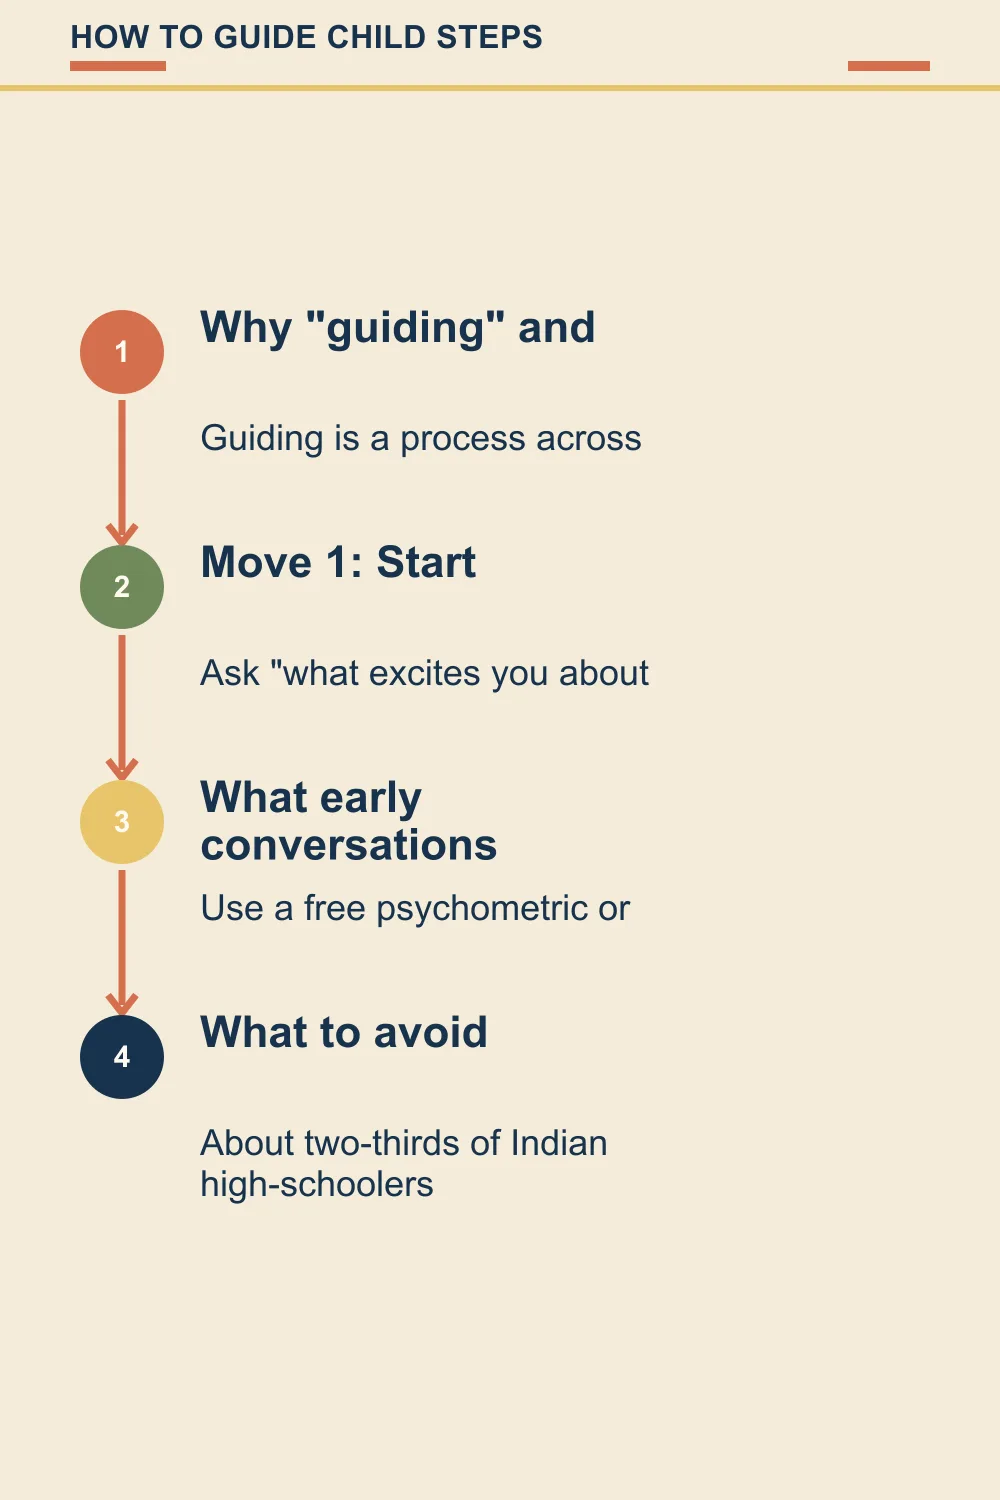 HOW TO GUIDE CHILD STEPS
1
Why "guiding" and
Guiding is a process across
2
Move 1: Start
Ask "what excites you about
3
What early
conversations
Use a free psychometric or
4
What to avoid
About two-thirds of Indian
high-schoolers